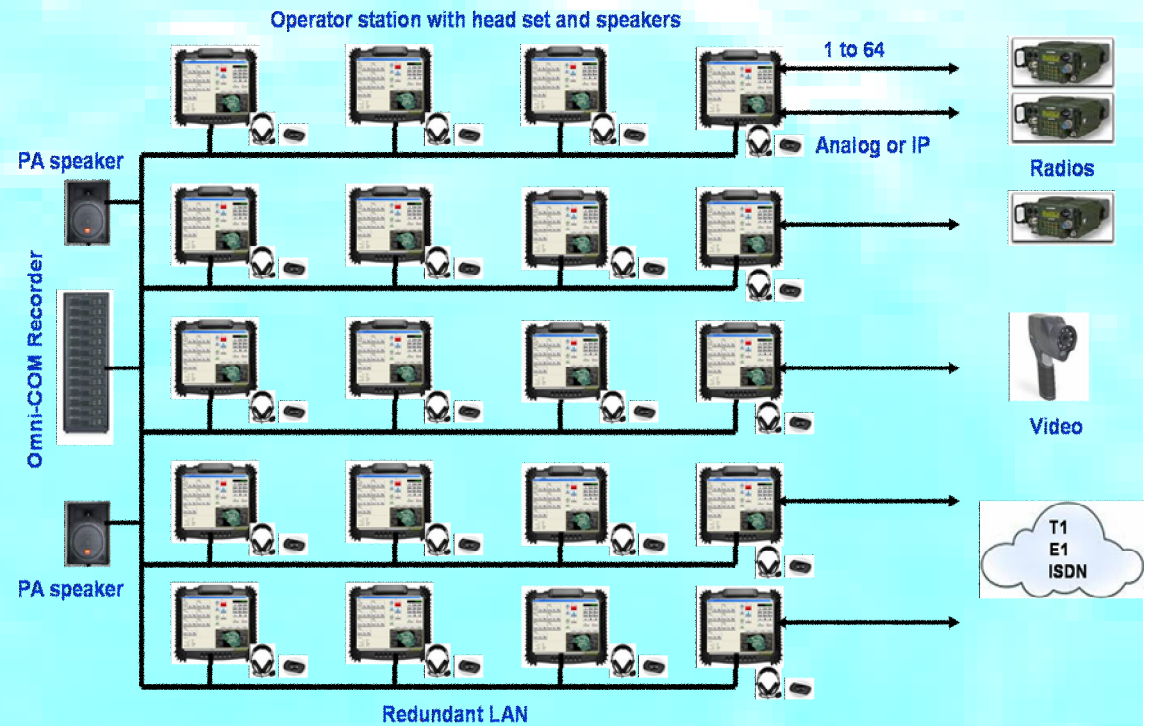 Operator station with head set and speakers
1 to 64
Analog or IP
Radios
PA speaker
Omni-COM Recorder
Video
PA speaker
T1
E1
ISDN
Redundant LAN